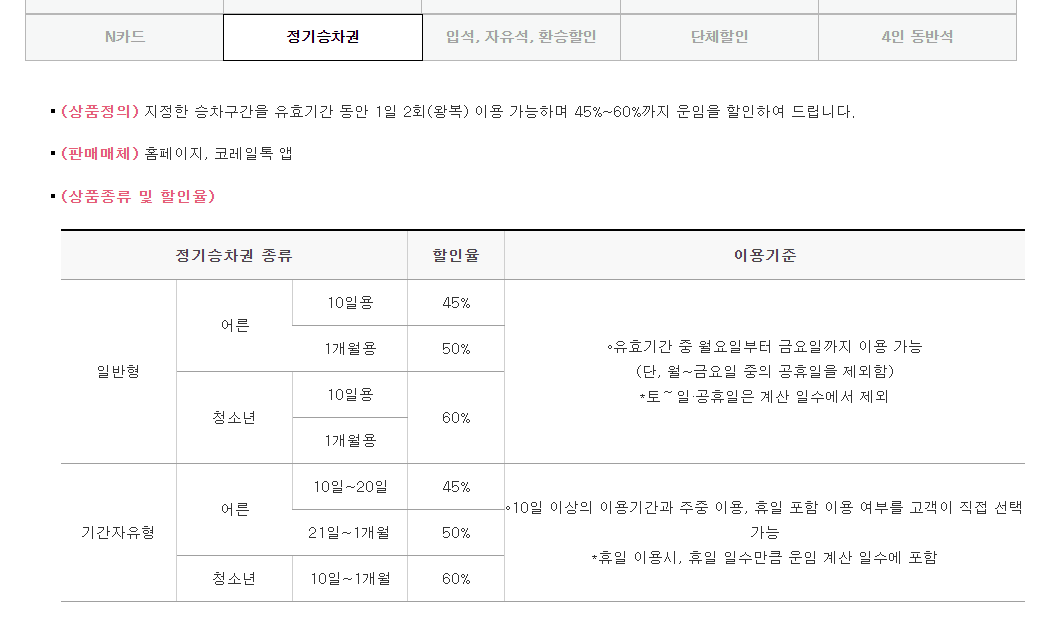 N카드
정기승차권
입석, 자유석, 환승할인
단체할인
4인 동반석
(상품정의) 지정한 승차구간을 유효기간 동안 1일 2회(왕복) 이용 가능하며 45%~60%까지 운임을 할인하여 드립니다.
(판매매체) 홈페이지, 코레일톡 앱
(상품종류 및 할인율)
정기승차권 종류
할인율
이용기준
일반형
어른
10일용
45%
1개월용
50%
청소년
10일용
1개월용
60%
∘유효기간 중 월요일부터 금요일까지 이용 가능
(단, 월~금요일 중의 공휴일을 제외함)
*토~일·공휴일은 계산 일수에서 제외
기간자유형
어른
10일~20일
45%
21일~1개월
50%
청소년
10일~1개월
60%
∘10일 이상의 이용기간과 주중 이용, 휴일 포함 이용 여부를 고객이 직접 선택
가능
*휴일 이용시, 휴일 일수만큼 운임 계산 일수에 포함